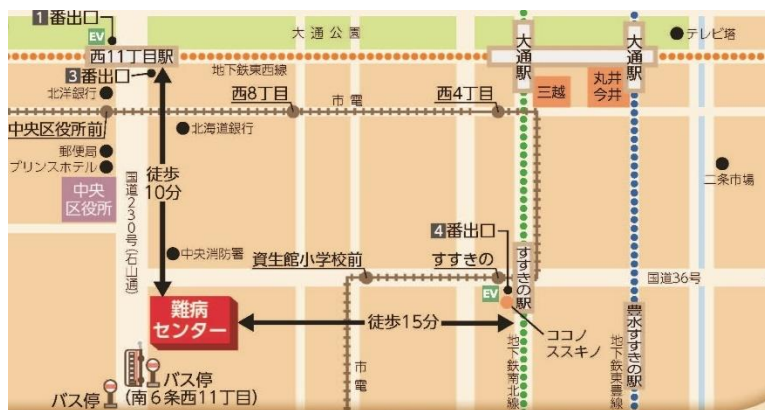 1番出口
EV
西11丁目駅
3番出口
北洋銀行
大通公園
地下鉄東西線
大通駅
大通駅
テレビ塔
三越
丸井
今井
西8丁目
市電
西4丁目
中央区役所前
北海道銀行
郵便局
プリンスホテル
中央
区役所
国道230号(石山通)
徒歩
10分
二条市場
中央消防署
資生館小学校前
すすきの
4番出口
EV
すすきの駅
国道36号
難病
センター
徒歩15分
ココノ
ススキノ
豊水すすきの駅
市電
地下鉄南北線
地下鉄東豊線
バス停
バス停
(南6条西11丁目)